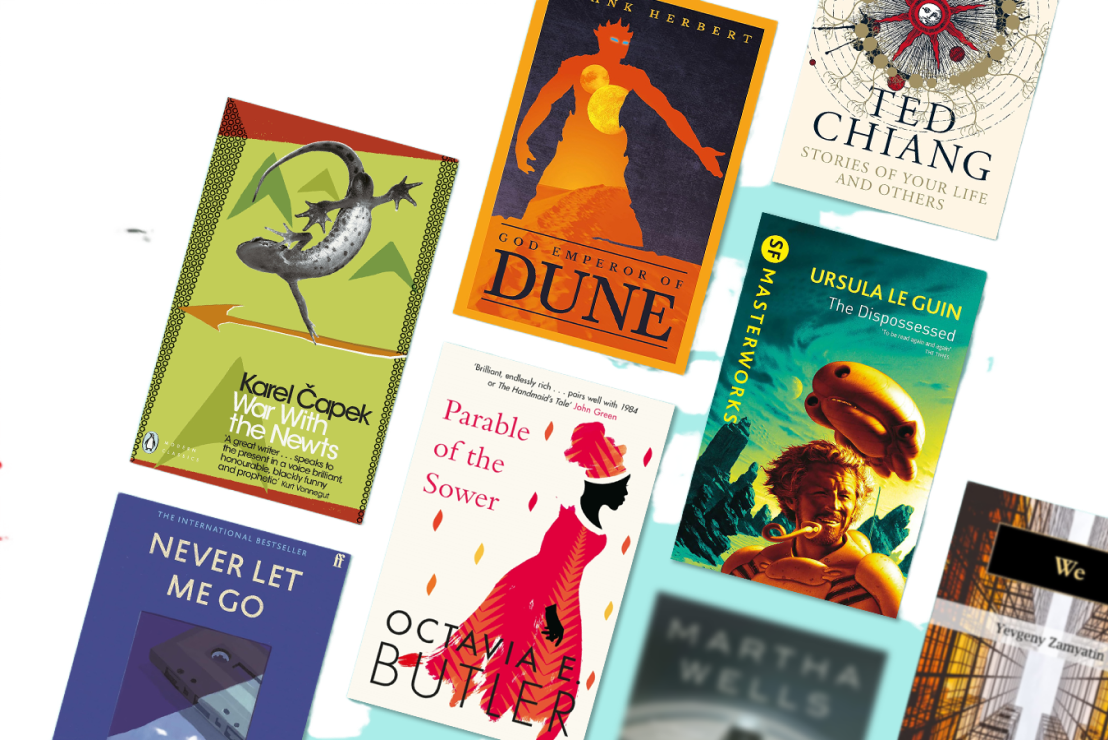 ANK HERBERT
GOD EMPEROR OF
DUNE
TED
CHIANG
STORIES OF YOUR LIFE
AND OTHERS
Karel Čapek
War With
the Newts
'A great writer . . . speaks to
the present in a voice brilliant,
honourable, blackly funny
and prophetic' Kurt Vonnegut
MODERN
CLASSICS
SF MASTERWORKS
URSULA LE GUIN
The Dispossessed
'To be read again and again'
THE TIMES
'Brilliant, endlessly rich . . . pairs well with 1984
or The Handmaid's Tale' John Green
Parable
of the
Sower
OCTAVIA E.
BUTLER
THE INTERNATIONAL BESTSELLER
ff
NEVER LET
ME GO
MARTHA
WELLS
We
Yevgeny Zamyatin